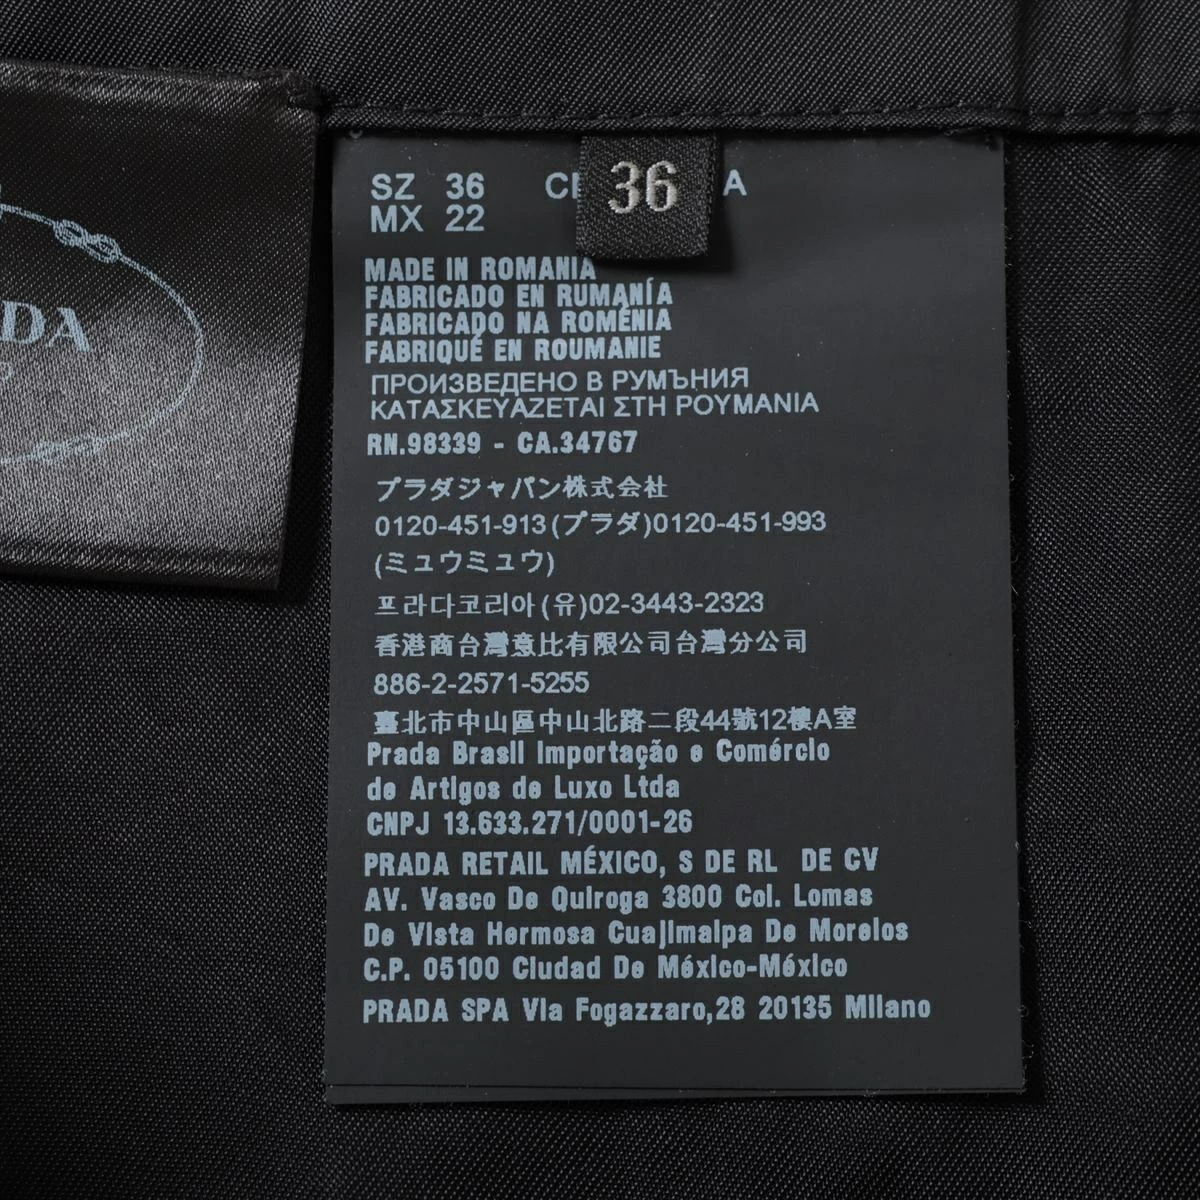 DA
SZ 36
MX 22
36
A
MADE IN ROMANIA
FABRICADO EN RUMANÍA
FABRICADO NA ROMÉNIA
FABRIQUÉ EN ROUMANIE
ПРОИЗВЕДЕНО В РУМЪНИЯ
ΚΑΤΑΣΚΕΥΑΖΕΤΑΙ ΣΤΗ ΡΟΥΜΑΝΙΑ
RN.98339 - CA.34767
プラダジャパン株式会社
0120-451-913(プラダ)0120-451-993
(ミュウミュウ)
프라다코리아(유)02-3443-2323
香港商台灣意比有限公司台灣分公司
886-2-2571-5255
臺北市中山區中山北路二段44號12樓A室
Prada Brasil Importação e Comércio
de Artigos de Luxo Ltda
CNPJ 13.633.271/0001-26
PRADA RETAIL MÉXICO, S DE RL DE CV
AV. Vasco De Quiroga 3800 Col. Lomas
De Vista Hermosa Cuajimalpa De Morelos
C.P. 05100 Ciudad De México-México
PRADA SPA Via Fogazzaro,28 20135 Milano